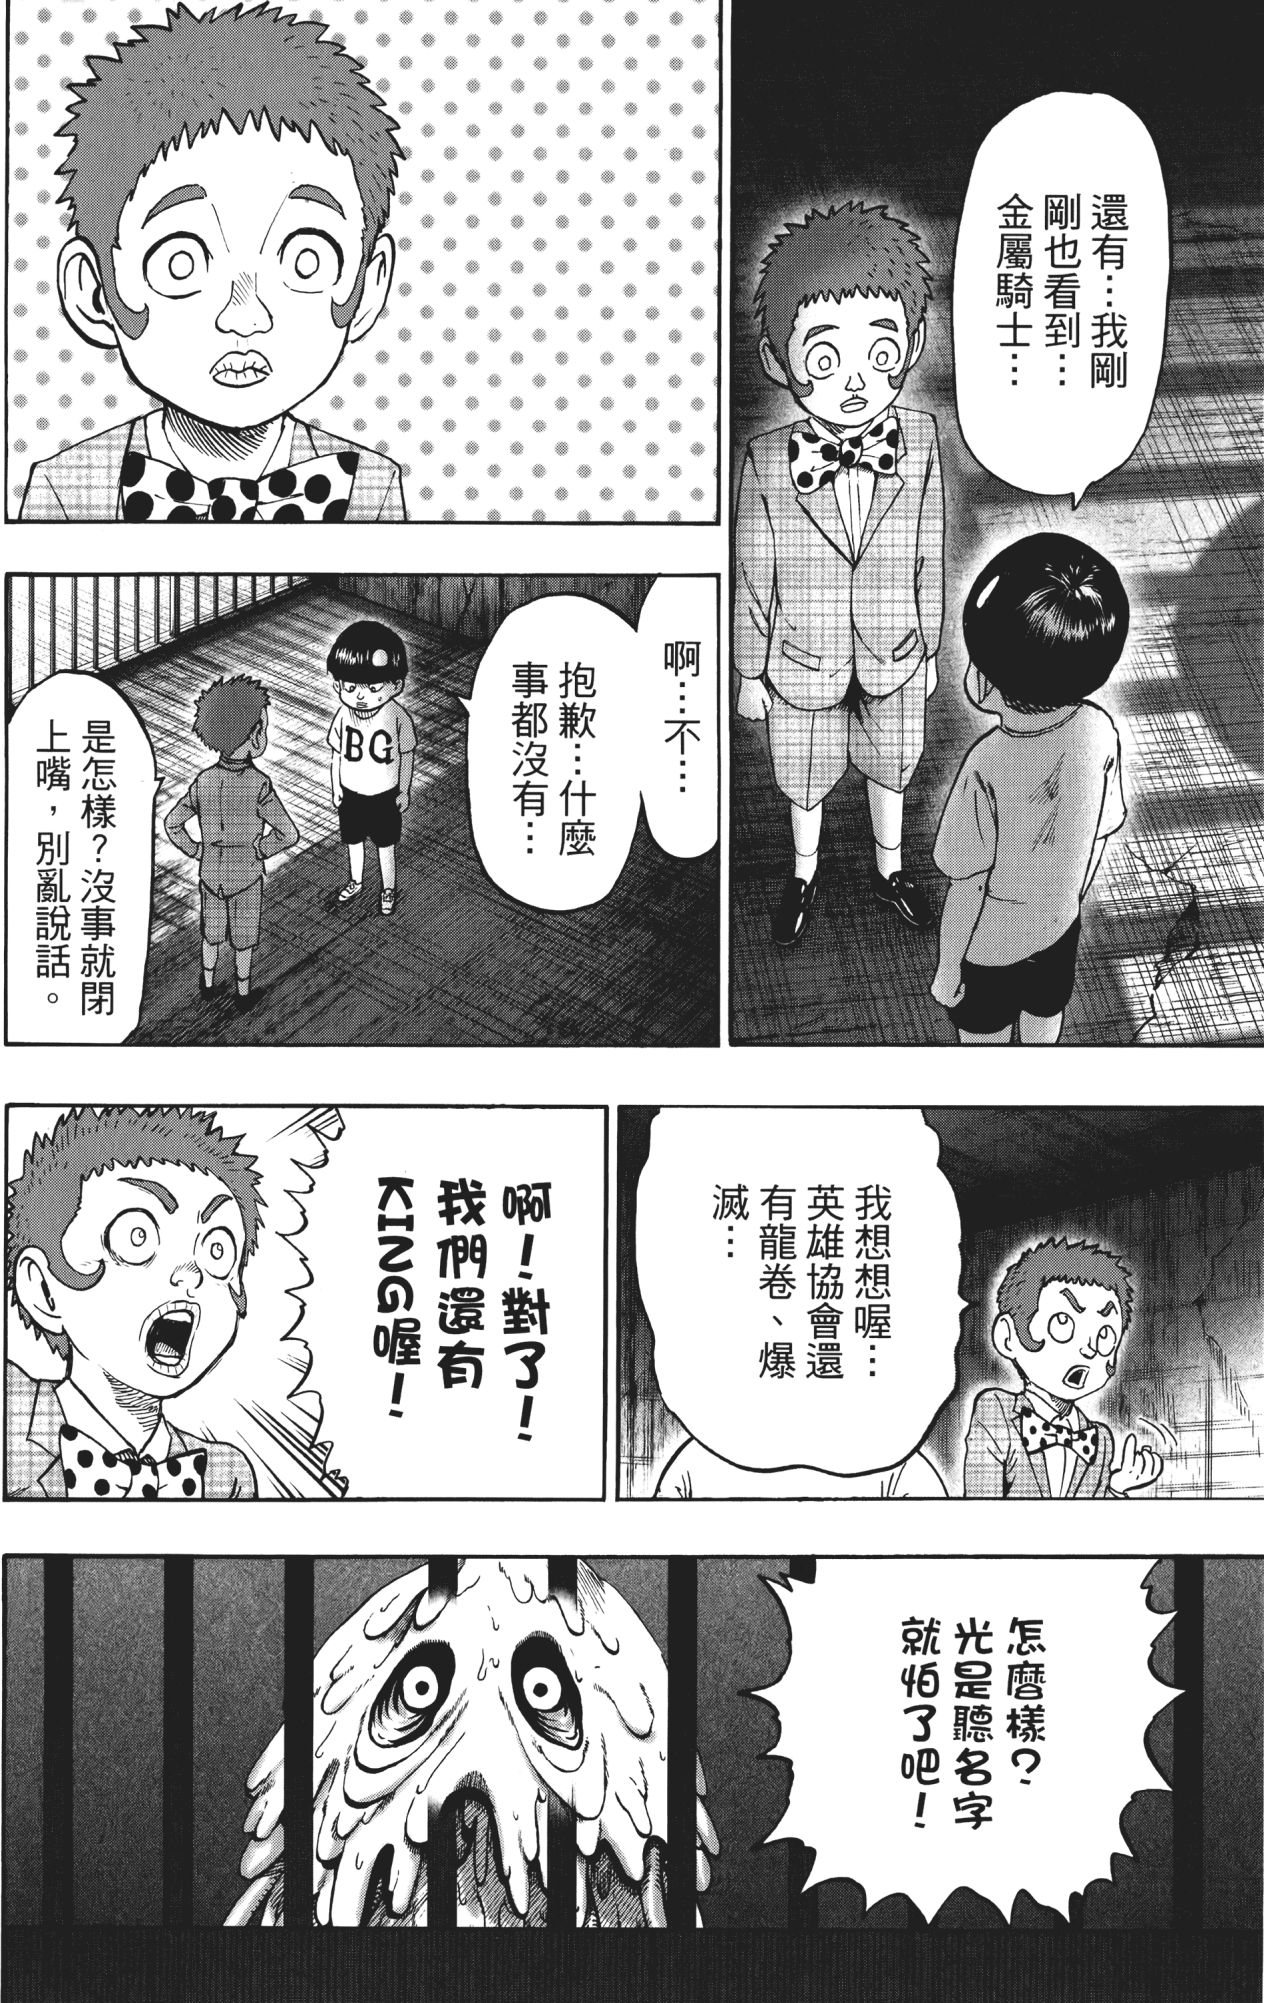 還有…我剛
剛也看到…
金屬騎士…
啊…不…
抱歉…什麼
事都沒有…
BG
是怎樣？沒事就閉
上嘴，別亂說話。
我想想喔…
英雄協會還
有龍卷、爆
滅…
啊！對了！
我們還有
KING喔！
怎麼樣？
光是聽名字
就怕了吧！